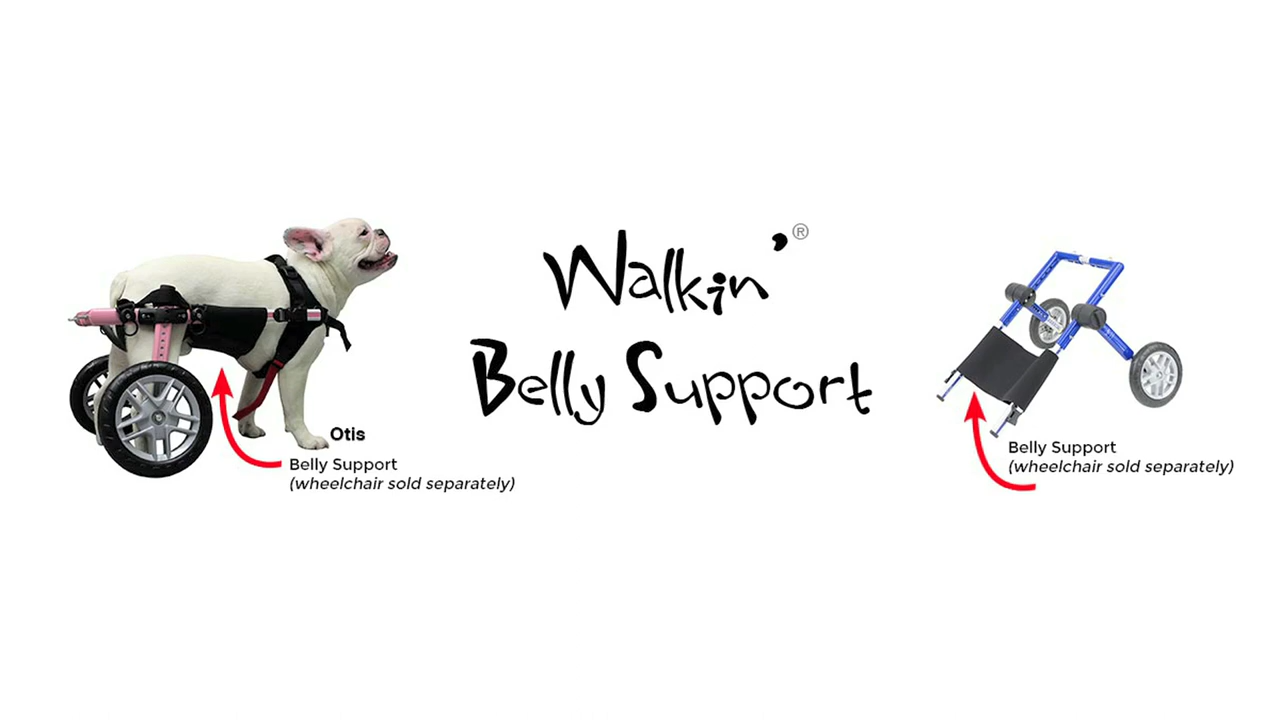 Walkin'®
Belly Support
Otis
Belly Support
(wheelchair sold separately)
Belly Support
(wheelchair sold separately)